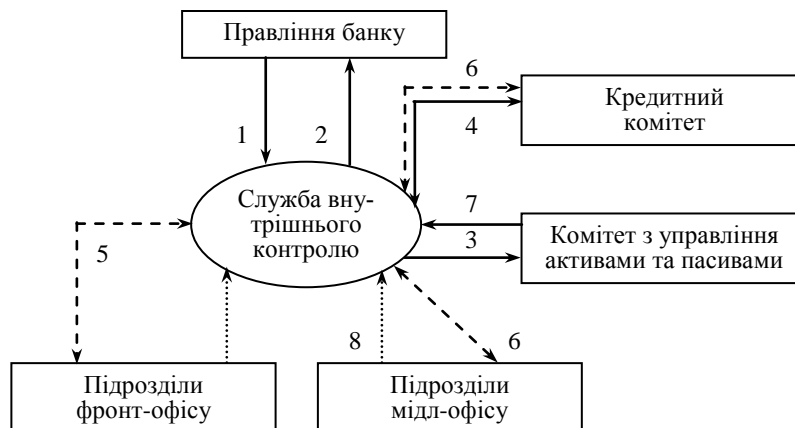 Правління банку
6
Кредитний
комітет
4
1
2
Служба вну-
трішнього
контролю
7
3
Комітет з управління
активами та пасивами
5
8
6
Підрозділи
фронт-офісу
Підрозділи
мідл-офісу